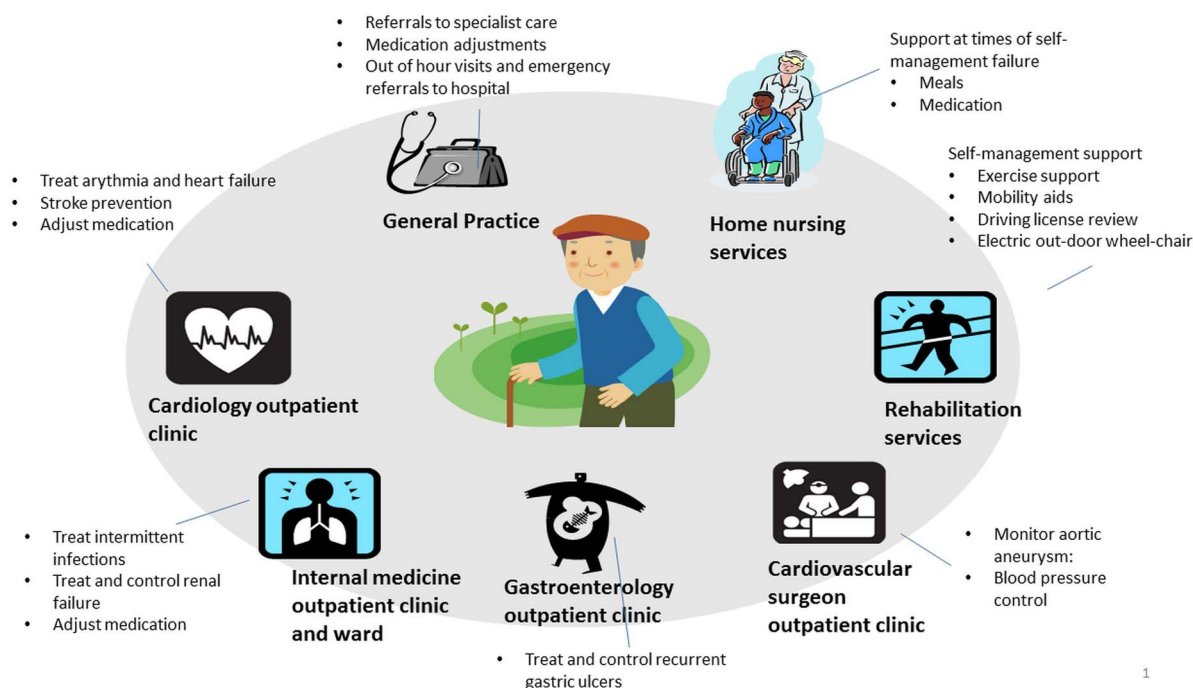 • Referrals to specialist care
• Medication adjustments
• Out of hour visits and emergency
referrals to hospital
Support at times of self-
management failure
• Meals
• Medication
Self-management support
• Exercise support
• Mobility aids
• Driving license review
• Electric out-door wheel-chair
• Treat arythmia and heart failure
• Stroke prevention
• Adjust medication
General Practice
Home nursing
services
Cardiology outpatient
clinic
Rehabilitation
services
• Treat intermittent
infections
• Treat and control renal
failure
• Adjust medication
Internal medicine
outpatient clinic
and ward
Gastroenterology
outpatient clinic
Cardiovascular
surgeon
outpatient clinic
• Monitor aortic
aneurysm:
• Blood pressure
control
• Treat and control recurrent
gastric ulcers
1